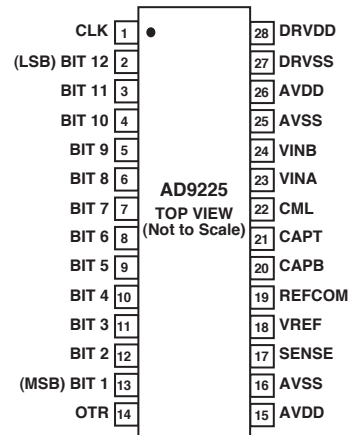 CLK 1
(LSB) BIT 12 2
BIT 11 3
BIT 10 4
BIT 9 5
BIT 8 6
BIT 7 7
BIT 6 8
BIT 5 9
BIT 4 10
BIT 3 11
BIT 2 12
(MSB) BIT 1 13
OTR 14
AD9225
TOP VIEW
(Not to Scale)
28 DRVDD
27 DRVSS
26 AVDD
25 AVSS
24 VINB
23 VINA
22 CML
21 CAPT
20 CAPB
19 REFCOM
18 VREF
17 SENSE
16 AVSS
15 AVDD